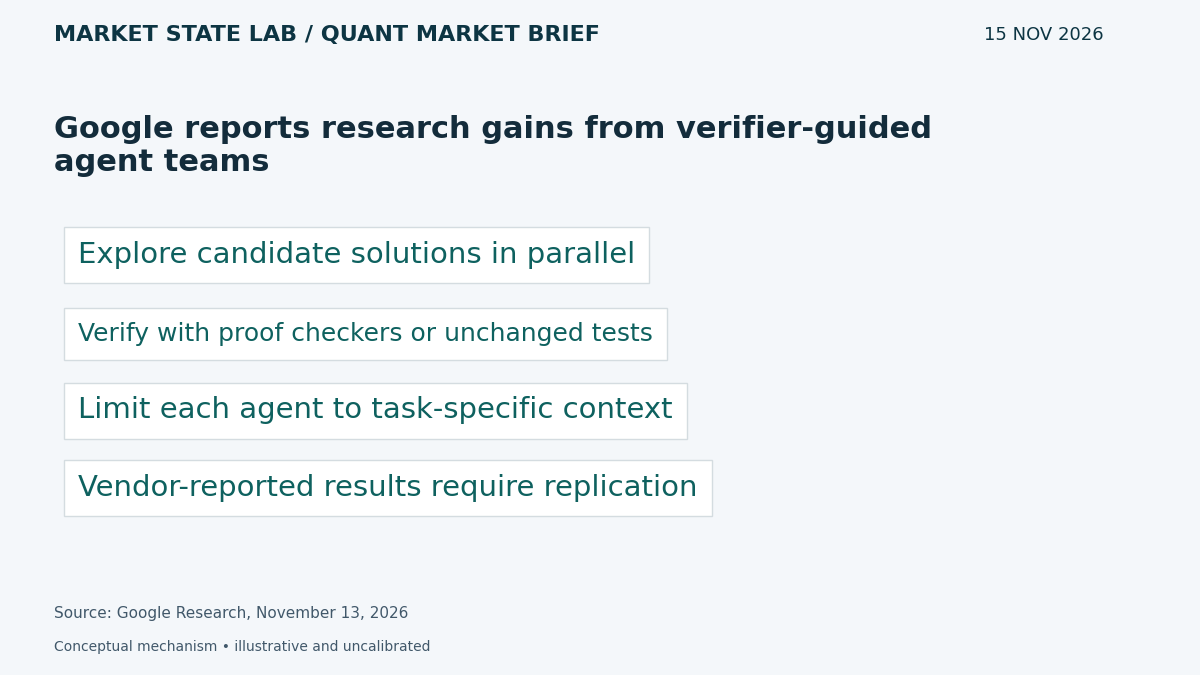 MARKET STATE LAB / QUANT MARKET BRIEF
15 NOV 2026
Google reports research gains from verifier-guided
agent teams
Explore candidate solutions in parallel
Verify with proof checkers or unchanged tests
Limit each agent to task-specific context
Vendor-reported results require replication
Source: Google Research, November 13, 2026
Conceptual mechanism • illustrative and uncalibrated